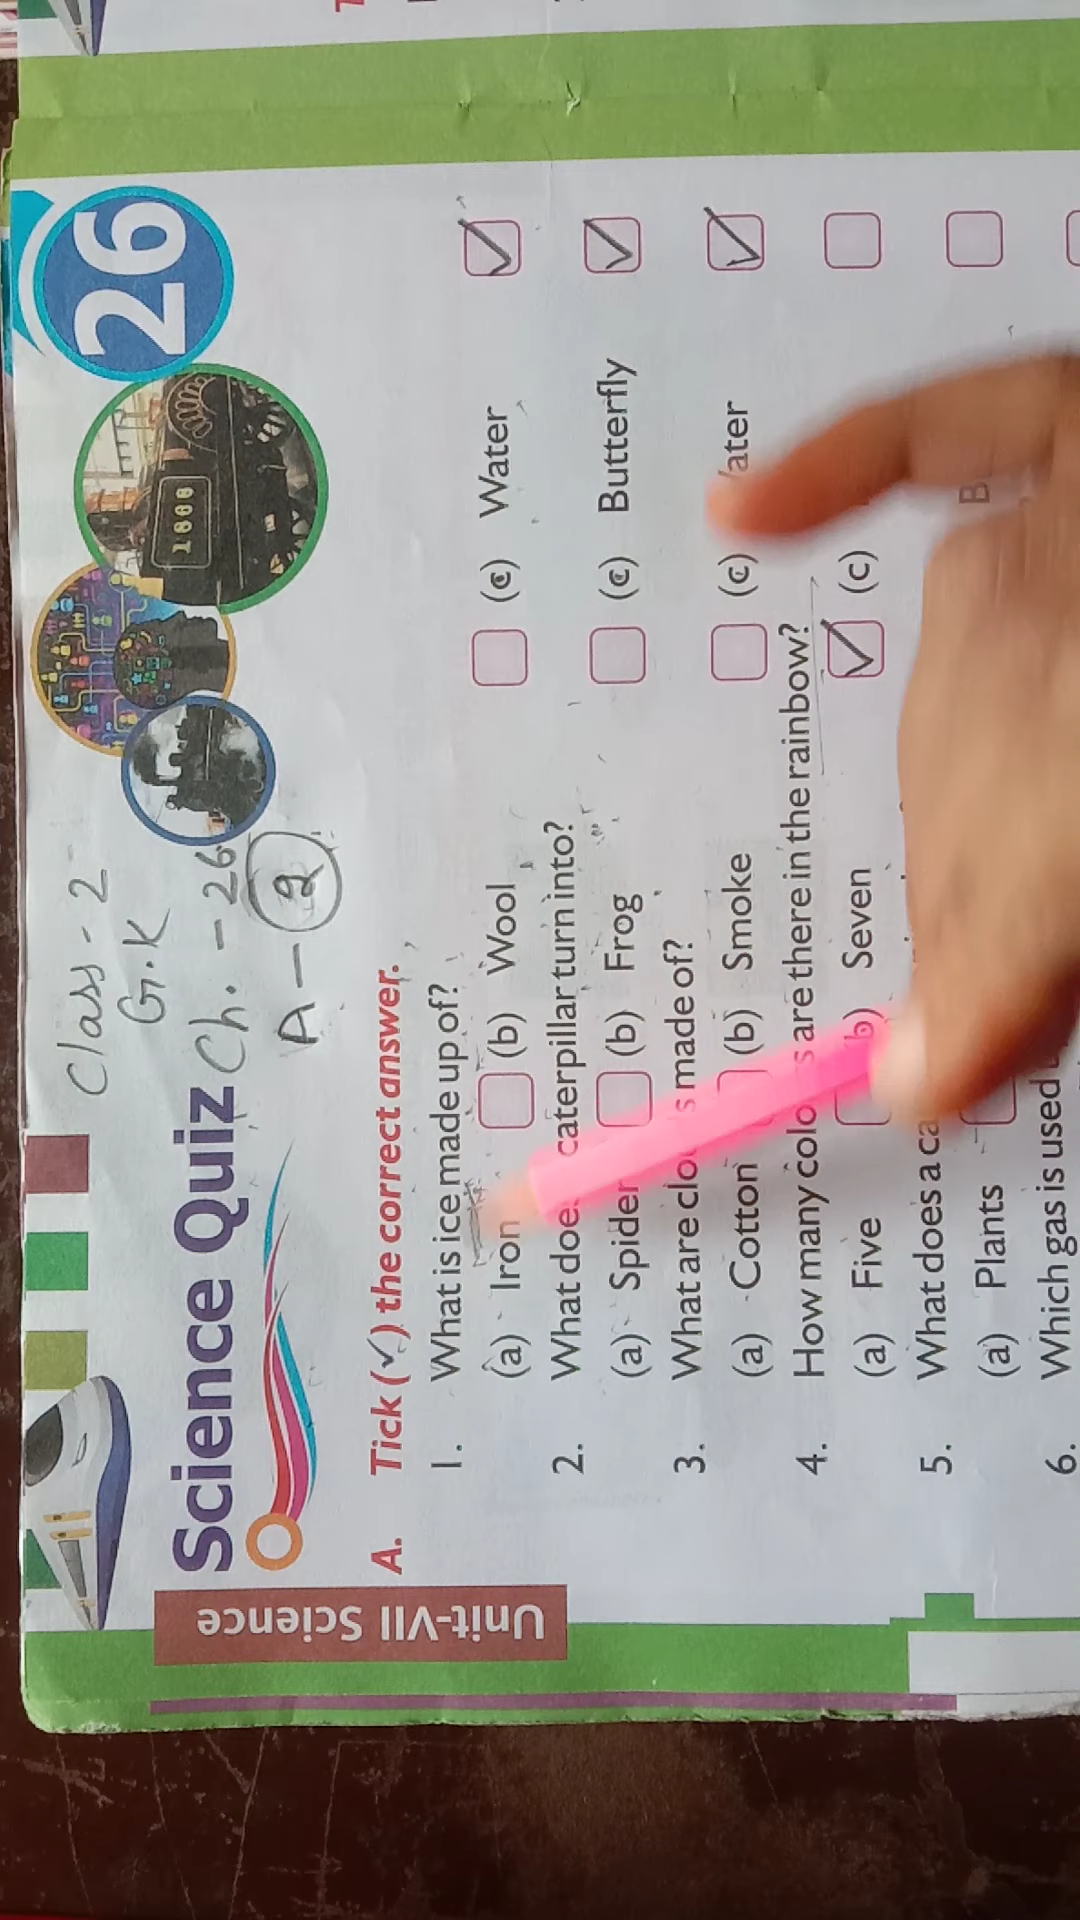 Class - 2
G.K
Ch. - 26
A - 2
26
1866
Unit-VII Science
Science Quiz
A. Tick (✓) the correct answer.
1. What is ice made up of?
(a) Iron (b) Wool (c) Water ✓
2. What does caterpillar turn into?
(a) Spider (b) Frog (c) Butterfly ✓
3. What are made of?
(a) Cotton (b) Smoke (c) ater ✓
4. How many colo s are there in the rainbow?
(a) Five (b) Seven ✓ (c)
5. What does a ca
(a) Plants B
6. Which gas is used